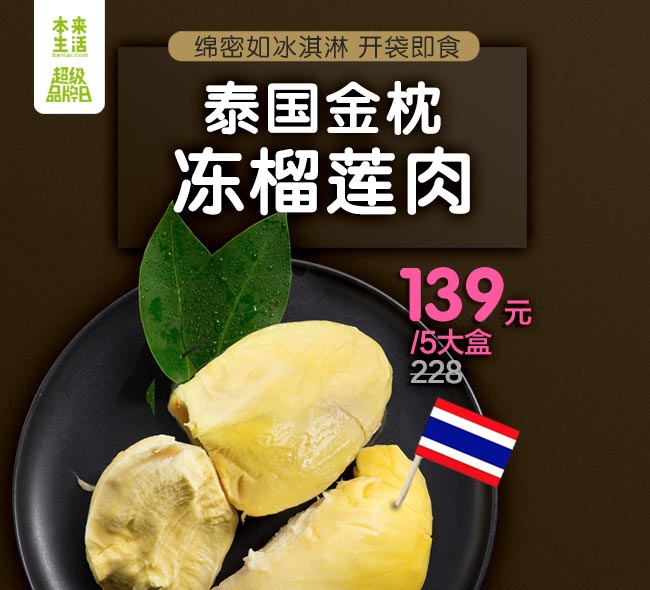 本来
生活
benlai.com
超级
品牌日
绵密如冰淇淋 开袋即食
泰国金枕
冻榴莲肉
139元
/5大盒
228